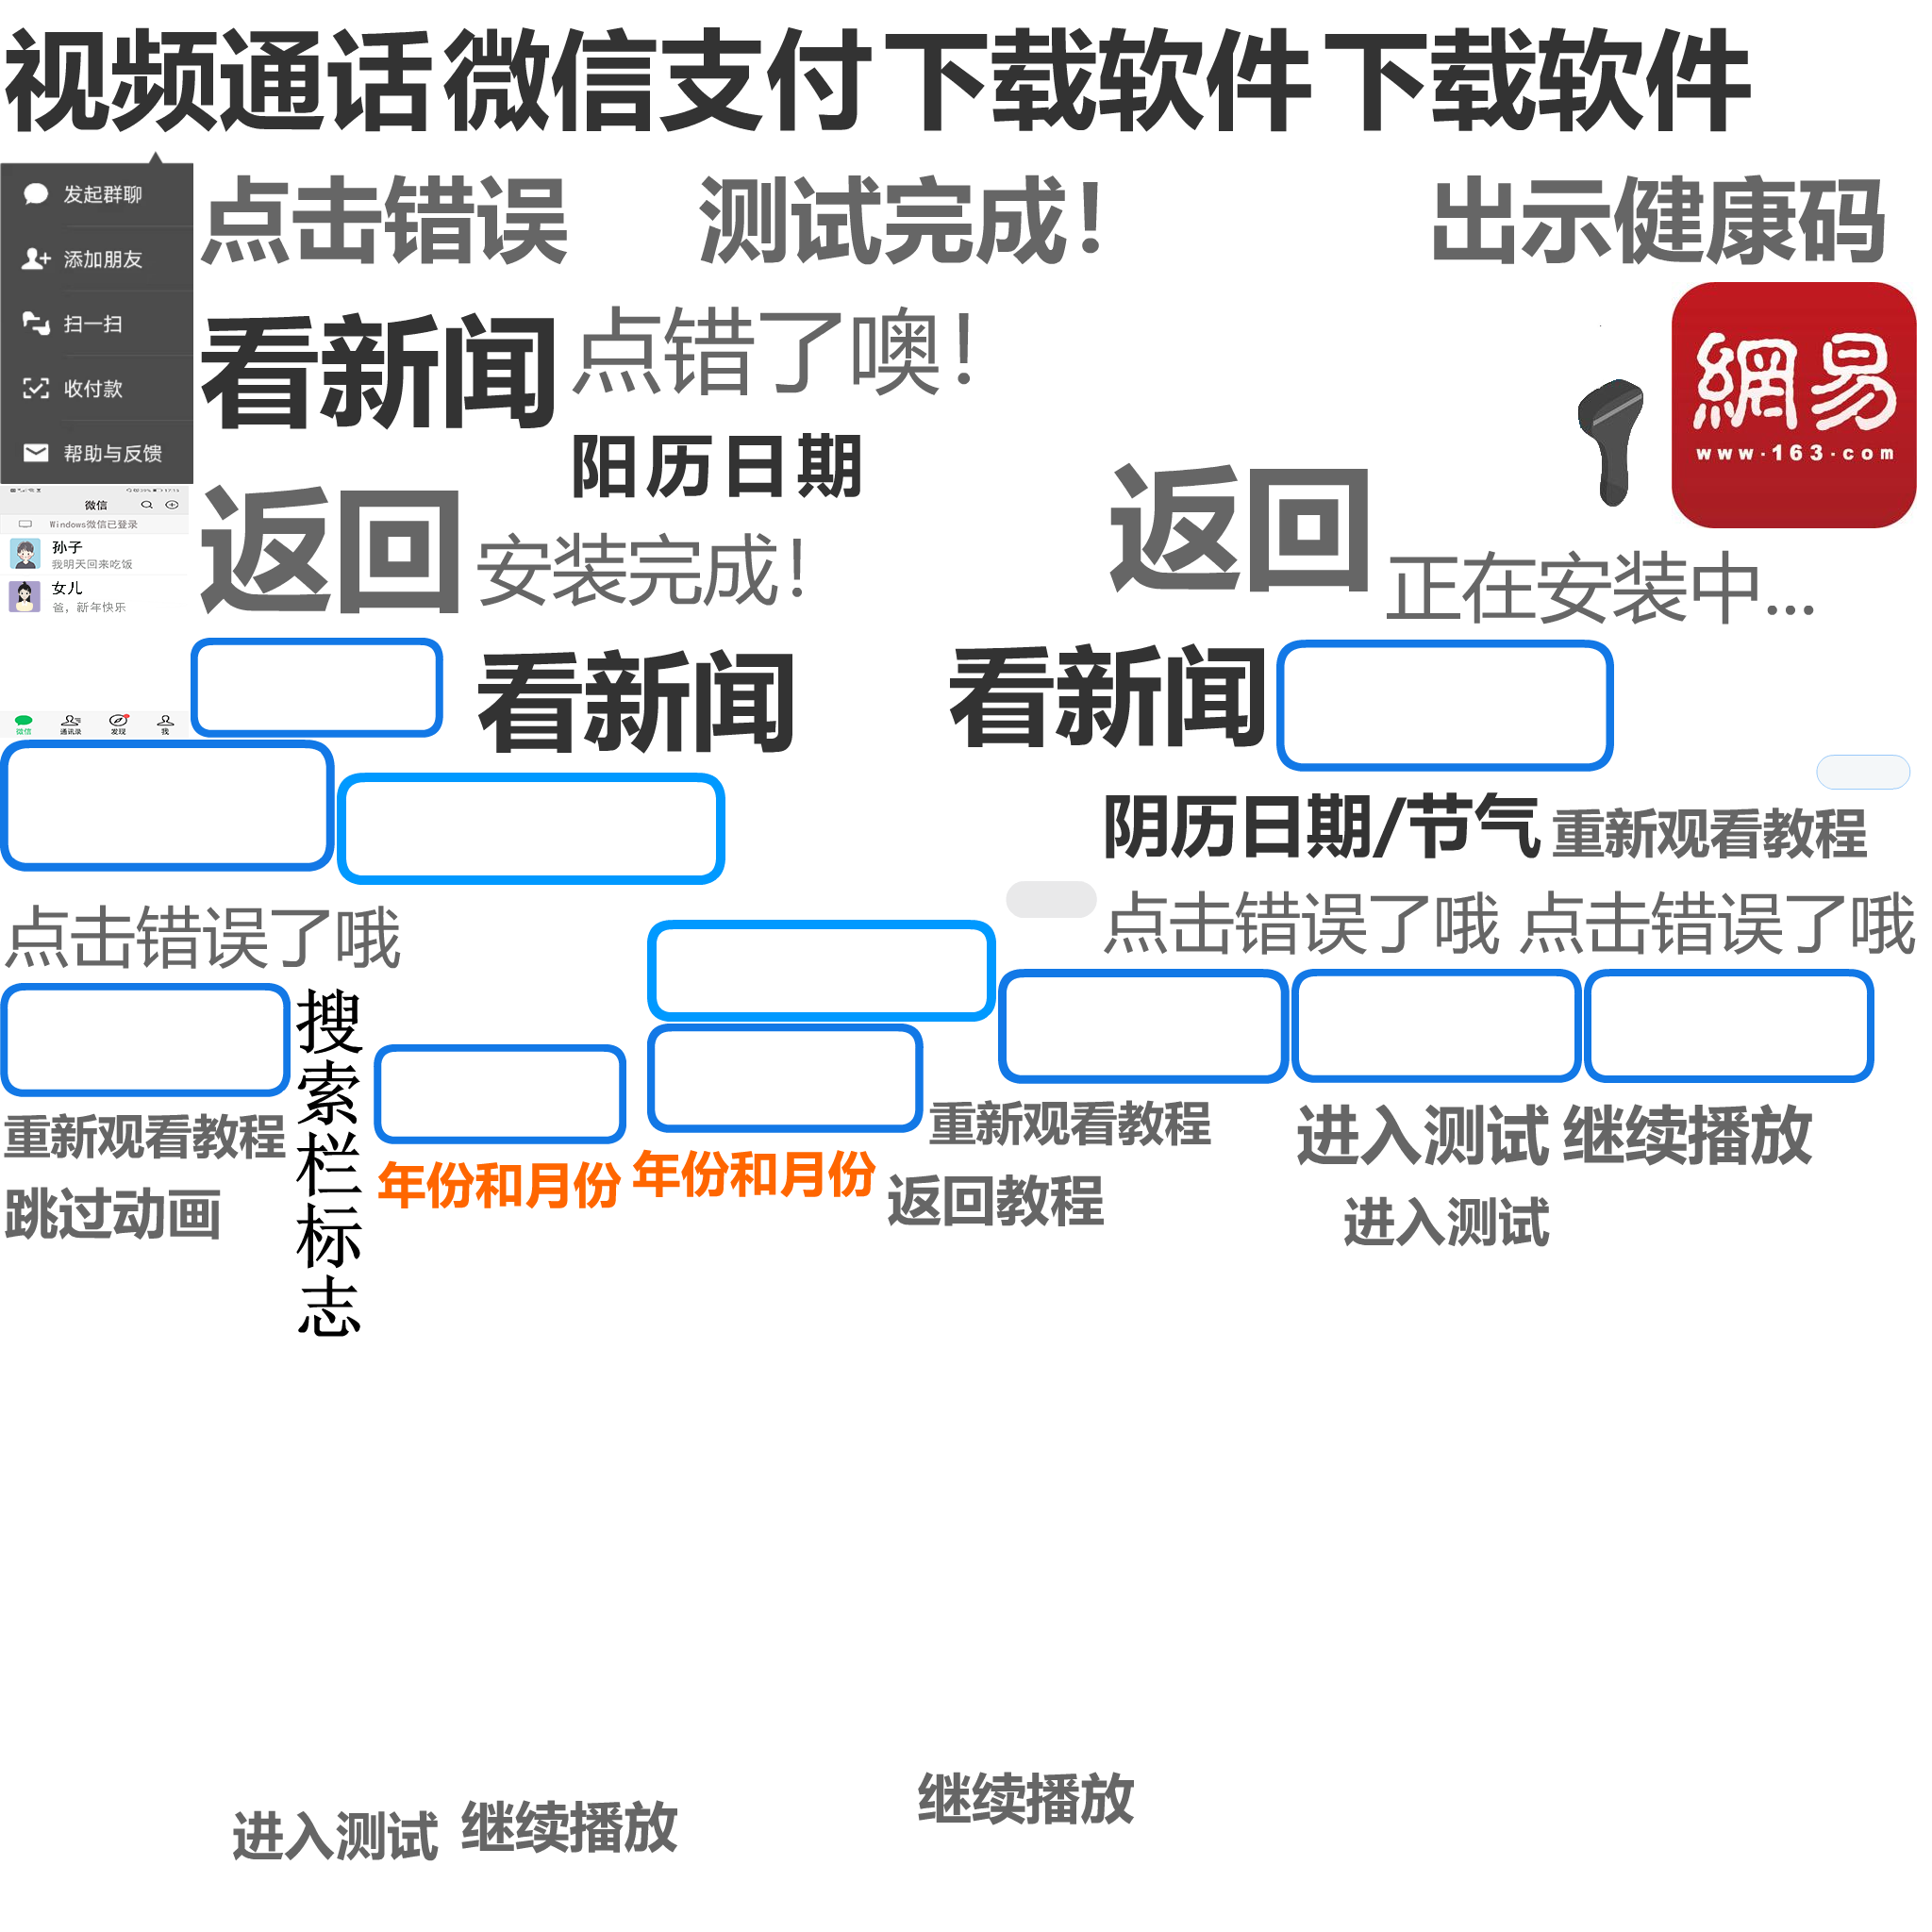 视频通话 微信支付 下载软件 下载软件
发起群聊
添加朋友
扫一扫
收付款
帮助与反馈
点击错误
测试完成！
出示健康码
看新闻
点错了噢！
網易
www·163·com
阳历日期
返回
安装完成！
返回
正在安装中...
微信
Windows微信已登录
孙子
我明天回来吃饭
女儿
爸，新年快乐
微信
通讯录
发现
我
看新闻
看新闻
阴历日期/节气
重新观看教程
点击错误了哦
点击错误了哦
点击错误了哦
搜索栏标志
重新观看教程
跳过动画
年份和月份
年份和月份
重新观看教程
返回教程
进入测试
继续播放
进入测试
进入测试
继续播放
继续播放